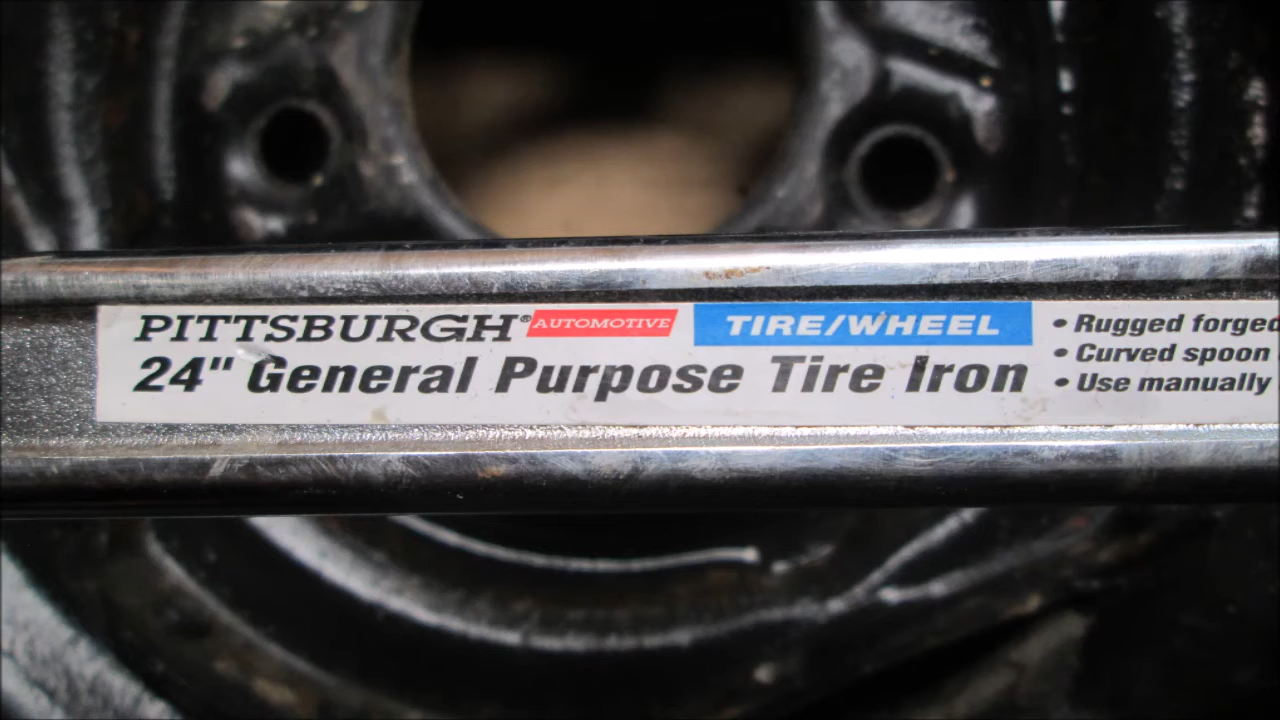 PITTSBURGH® AUTOMOTIVE TIRE/WHEEL
24" General Purpose Tire Iron
• Rugged forged
• Curved spoon
• Use manually